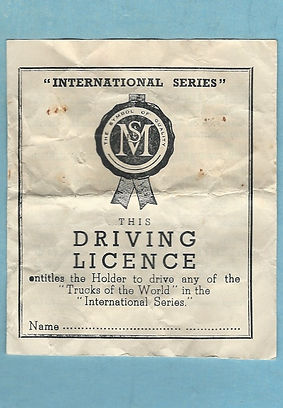 "INTERNATIONAL SERIES"
THE SYMBOL OF QUALITY
SM
THIS
DRIVING
LICENCE
entitles the Holder to drive any of the
"Trucks of the World" in the
"International Series."
Name ..................................................